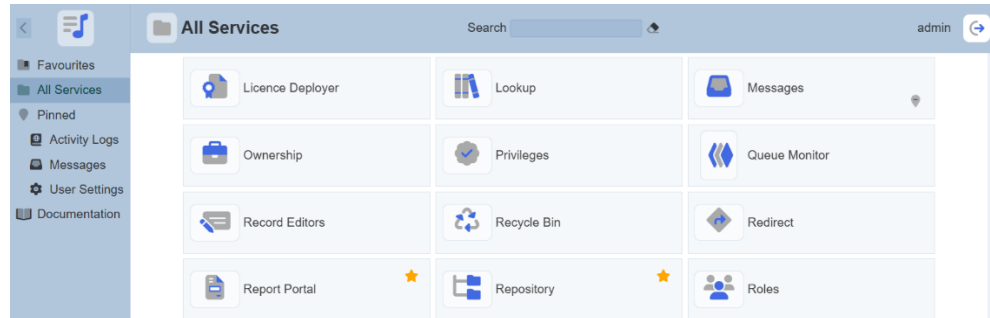 All Services
Search
admin
Favourites
All Services
Pinned
Activity Logs
Messages
User Settings
Documentation
Licence Deployer
Lookup
Messages
Ownership
Privileges
Queue Monitor
Record Editors
Recycle Bin
Redirect
Report Portal
Repository
Roles